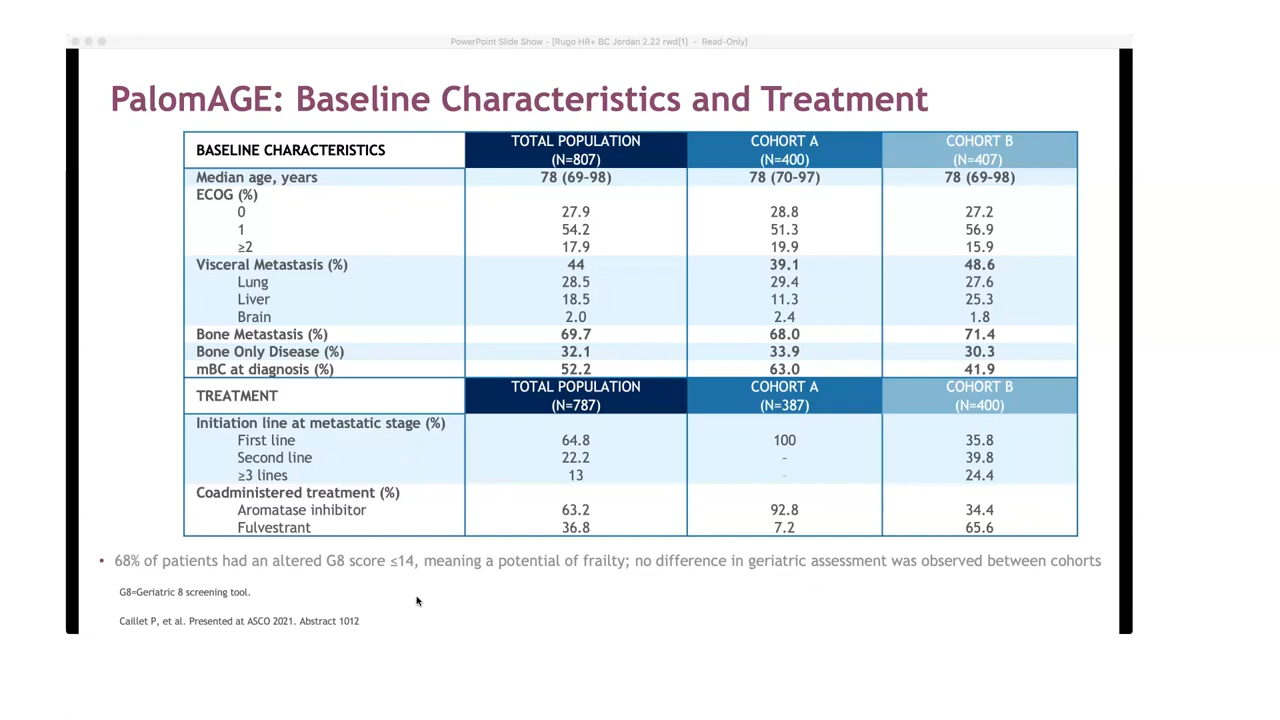 PowerPoint Slide Show - [Rugo HR+ BC Jordan 2.22 rwd[1] - Read-Only]
PalomAGE: Baseline Characteristics and Treatment
BASELINE CHARACTERISTICS TOTAL POPULATION (N=807) COHORT A (N=400) COHORT B (N=407)
Median age, years 78 (69-98) 78 (70-97) 78 (69-98)
ECOG (%)
0 27.9 28.8 27.2
1 54.2 51.3 56.9
≥2 17.9 19.9 15.9
Visceral Metastasis (%) 44 39.1 48.6
Lung 28.5 29.4 27.6
Liver 18.5 11.3 25.3
Brain 2.0 2.4 1.8
Bone Metastasis (%) 69.7 68.0 71.4
Bone Only Disease (%) 32.1 33.9 30.3
mBC at diagnosis (%) 52.2 63.0 41.9
TREATMENT TOTAL POPULATION (N=787) COHORT A (N=387) COHORT B (N=400)
Initiation line at metastatic stage (%)
First line 64.8 100 35.8
Second line 22.2 - 39.8
≥3 lines 13 - 24.4
Coadministered treatment (%)
Aromatase inhibitor 63.2 92.8 34.4
Fulvestrant 36.8 7.2 65.6
• 68% of patients had an altered G8 score ≤14, meaning a potential of frailty; no difference in geriatric assessment was observed between cohorts
G8=Geriatric 8 screening tool.
Caillet P, et al. Presented at ASCO 2021. Abstract 1012